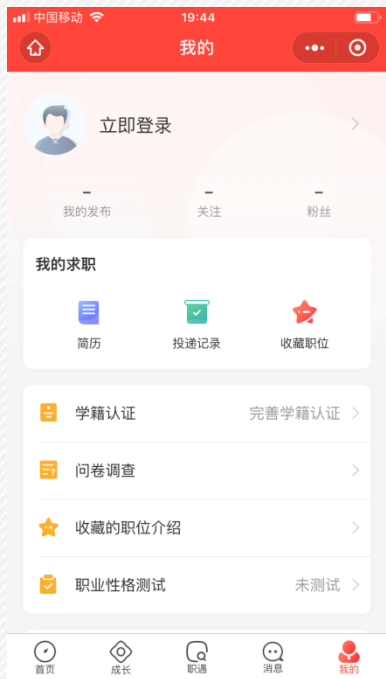 中国移动 19:44
我的
立即登录
- - -
我的发布 关注 粉丝
我的求职
简历 投递记录 收藏职位
学籍认证 完善学籍认证
问卷调查
收藏的职位介绍
职业性格测试 未测试
首页 成长 职遇 消息 我的